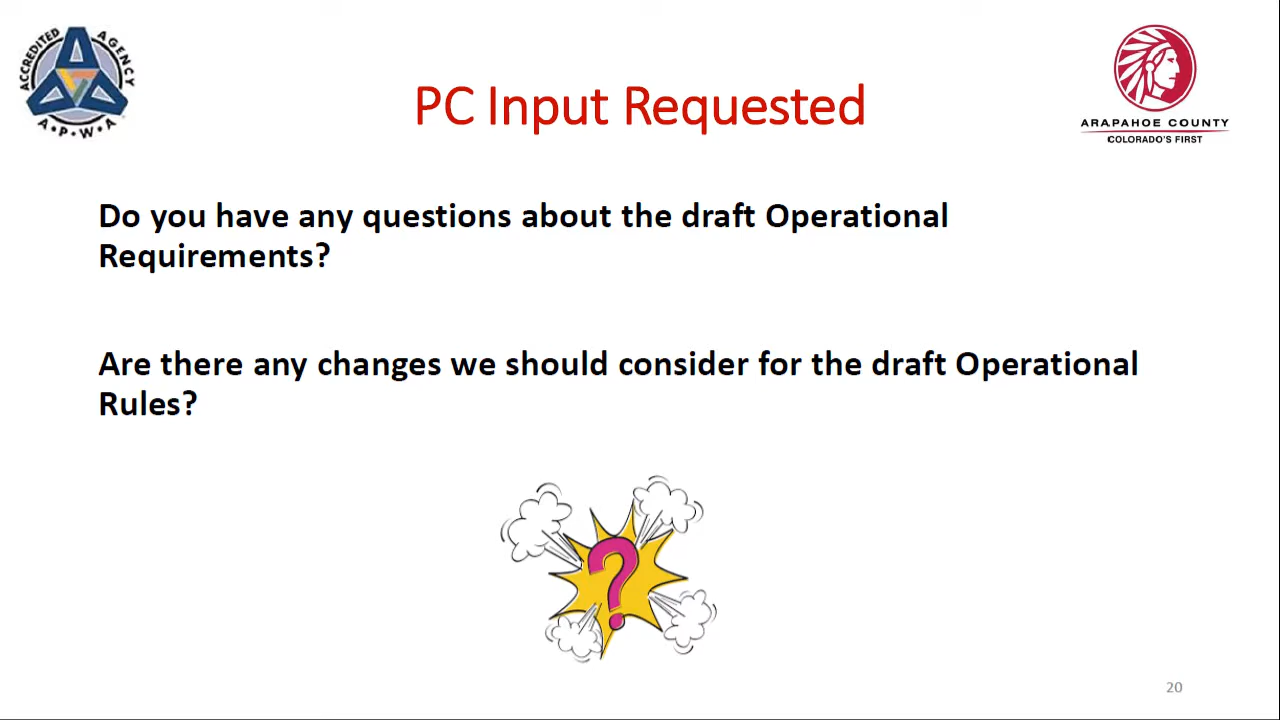 ACCREDITED AGENCY
A•P•W•A
ARAPAHOE COUNTY
COLORADO'S FIRST
PC Input Requested
Do you have any questions about the draft Operational
Requirements?
Are there any changes we should consider for the draft Operational
Rules?
?
20